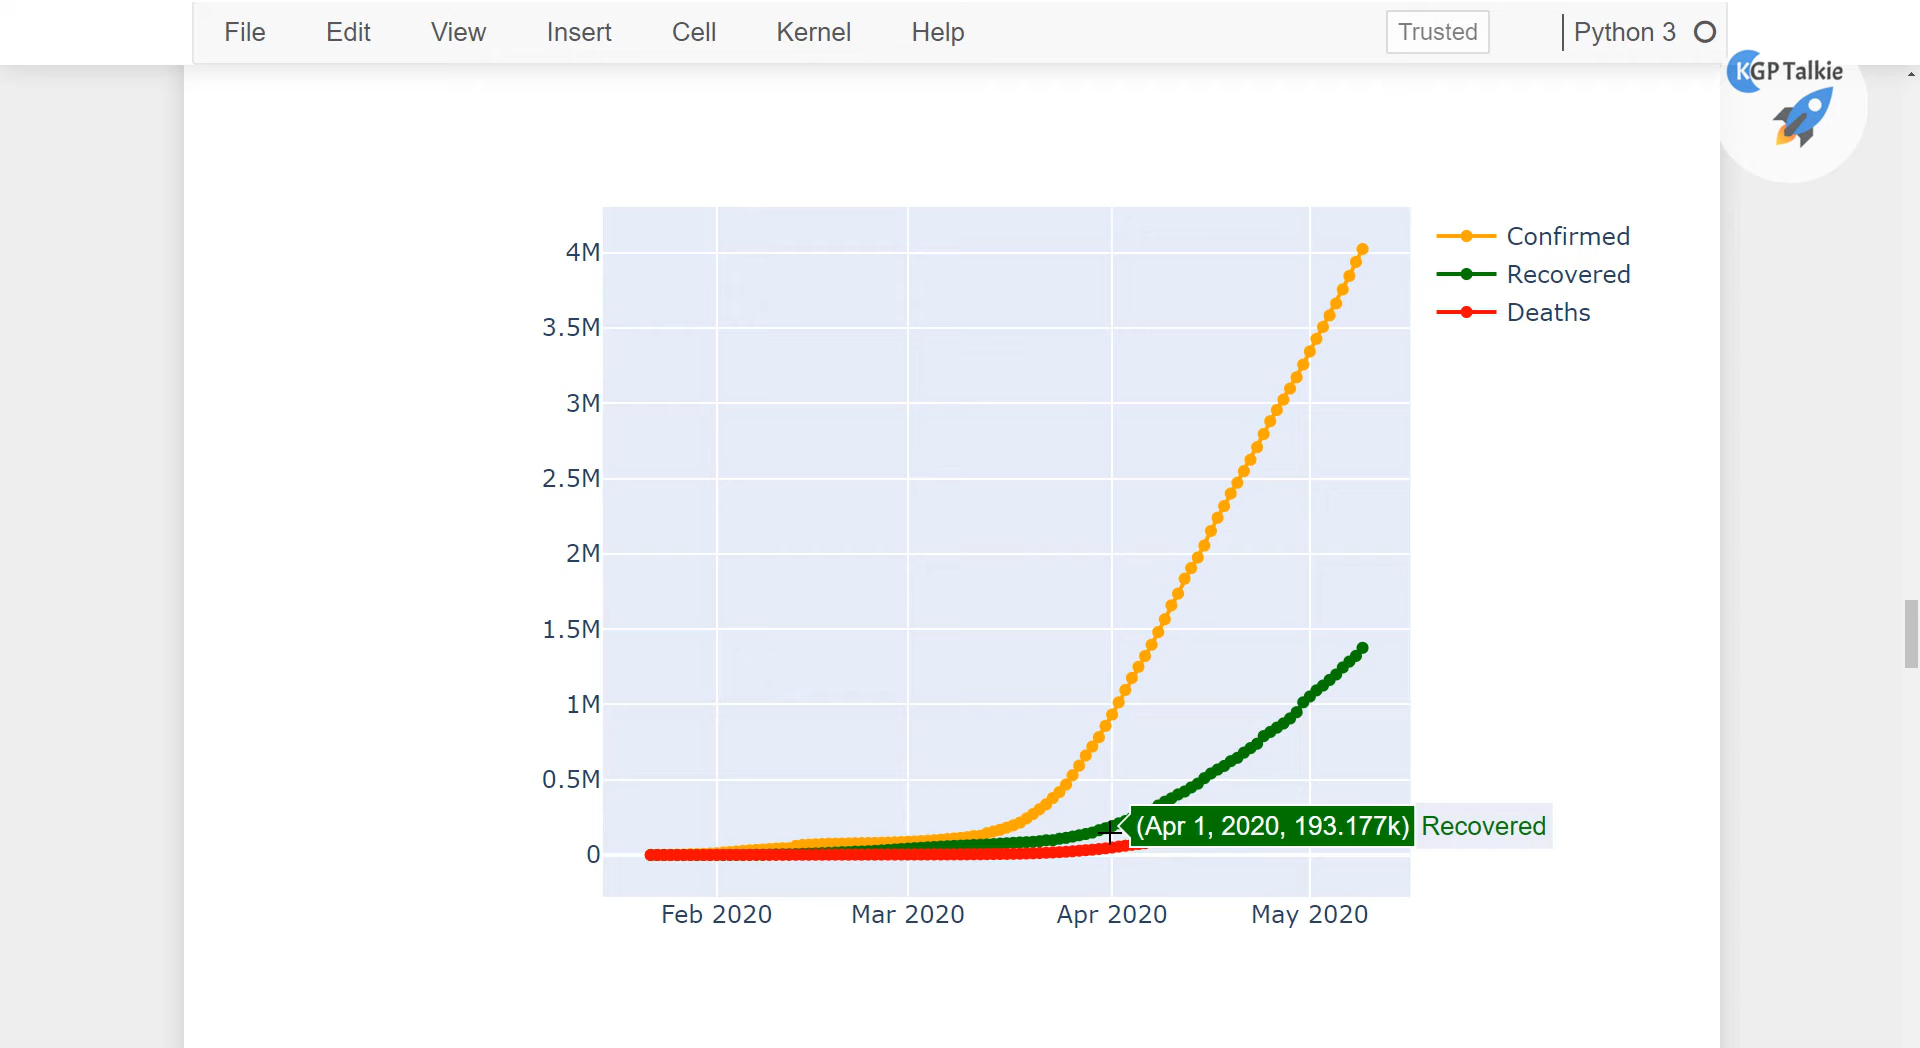 File Edit View Insert Cell Kernel Help Trusted Python 3
KGP Talkie
4M
3.5M
3M
2.5M
2M
1.5M
1M
0.5M
0
Confirmed
Recovered
Deaths
(Apr 1, 2020, 193.177k) Recovered
Feb 2020 Mar 2020 Apr 2020 May 2020